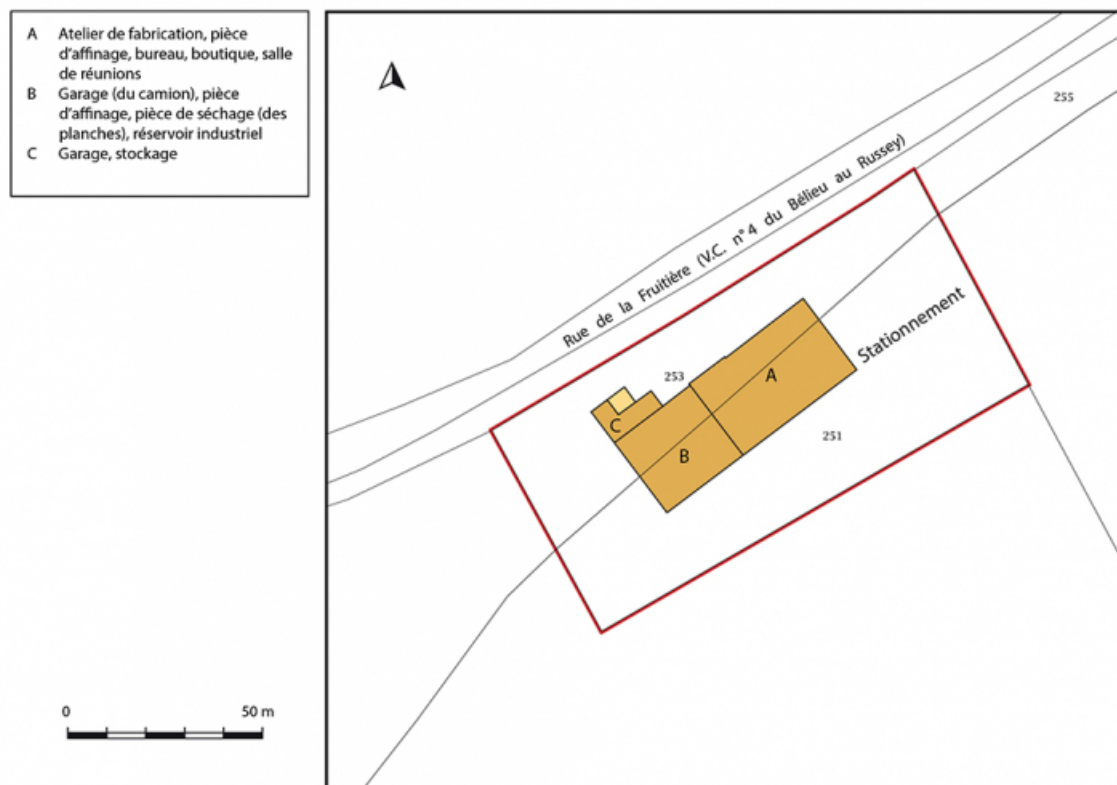 A Atelier de fabrication, pièce
d'affinage, bureau, boutique, salle
de réunions
B Garage (du camion), pièce
d'affinage, pièce de séchage (des
planches), réservoir industriel
C Garage, stockage
255
Rue de la Fruitière (V.C. n° 4 du Bélieu au Russey)
Stationnement
253
A
C
B
251
0 50 m